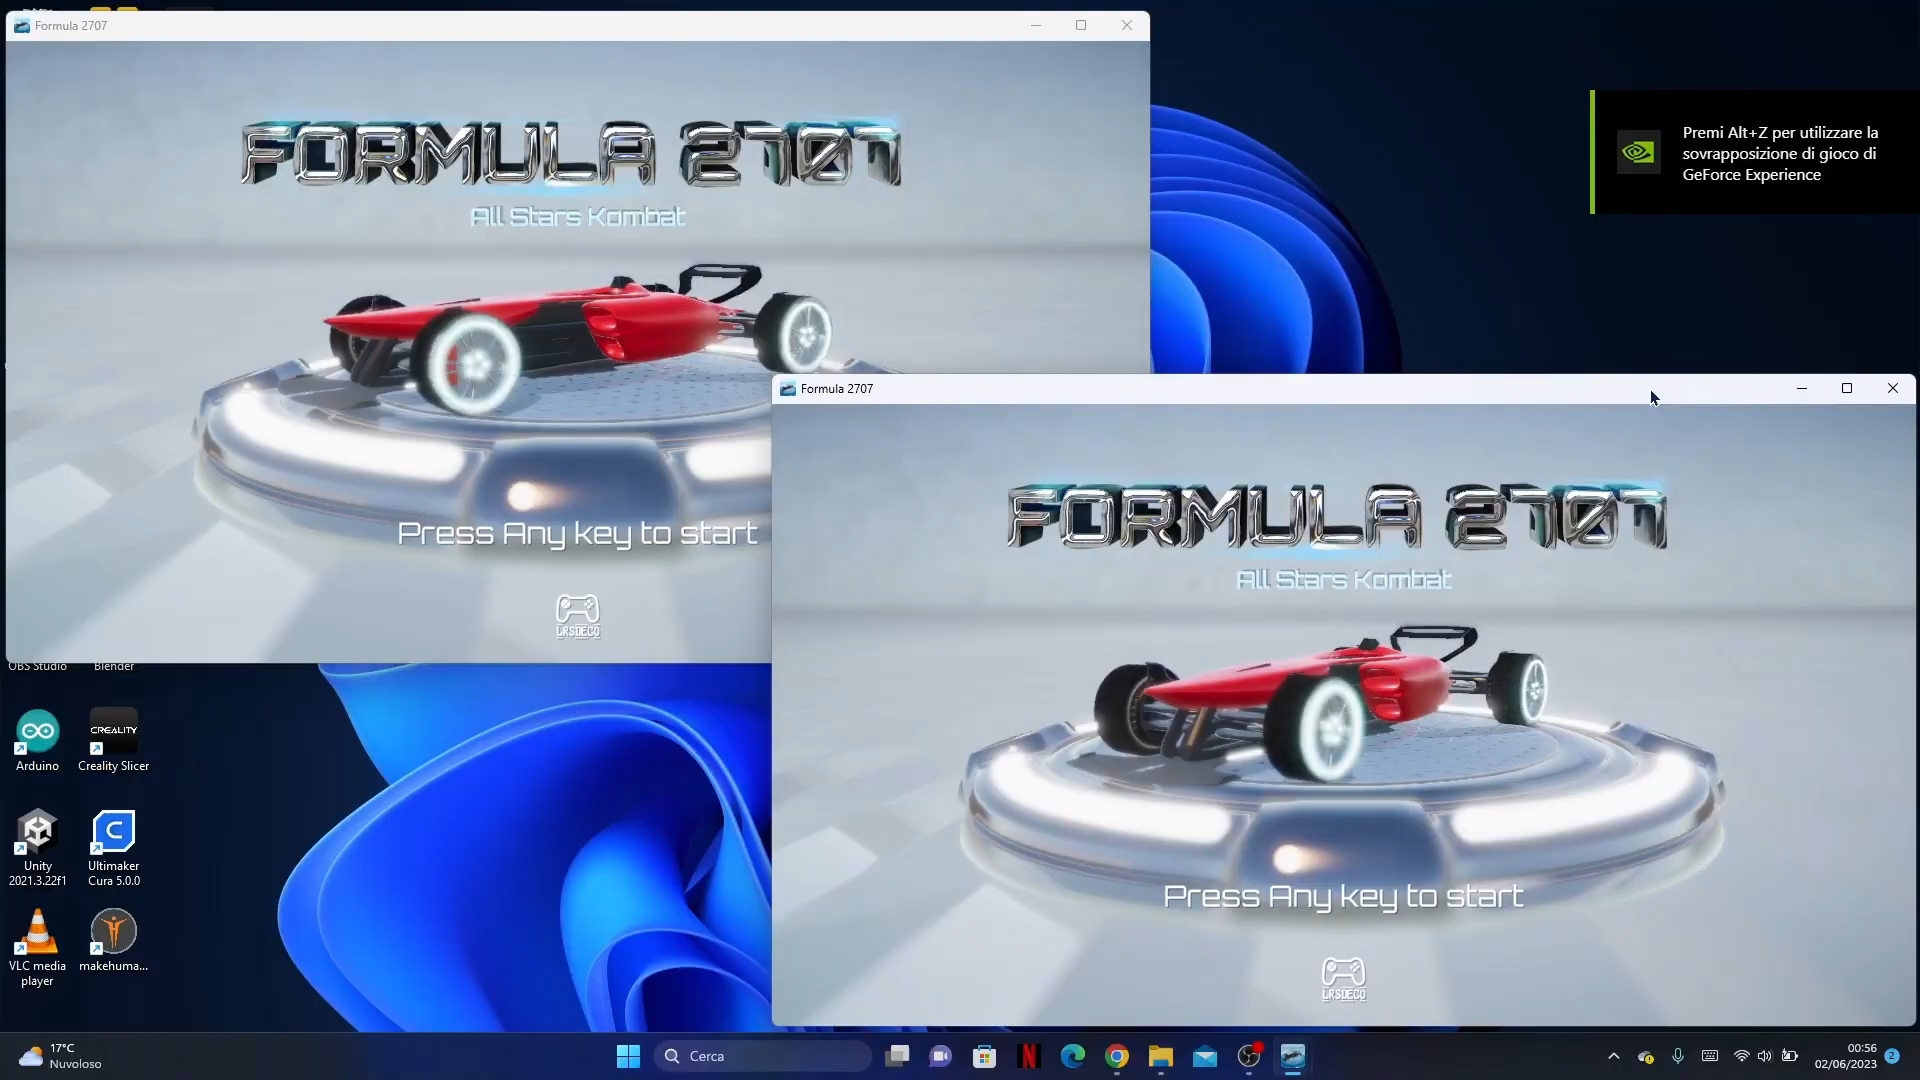 Formula 2707
FORMULA 2707
All Stars Kombat
Press Any key to start
LRSDECO
Premi Alt+Z per utilizzare la
sovrapposizione di gioco di
GeForce Experience
Formula 2707
FORMULA 2707
All Stars Kombat
Press Any key to start
LRSDECO
OBS Studio
Blender
Arduino
CREALITY
Creality Slicer
Unity
2021.3.22f1
Ultimaker
Cura 5.0.0
VLC media
player
makehuma...
17°C
Nuvoloso
Cerca
00:56
02/06/2023
2